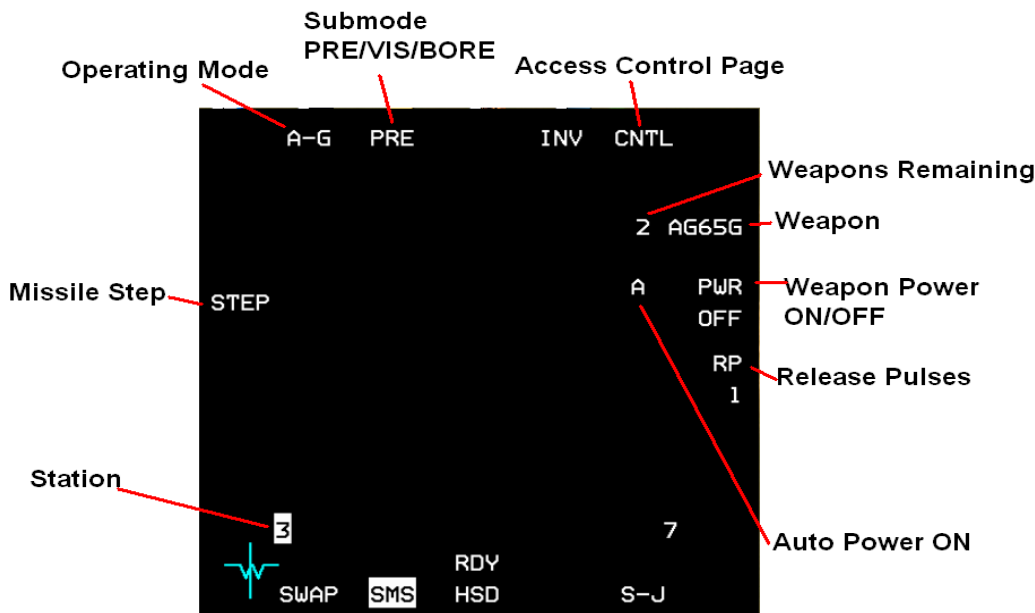 Submode
PRE/VIS/BORE
Operating Mode
Access Control Page
A-G PRE INV CNTL
Weapons Remaining
2 AG65G
Weapon
Missile Step
STEP
A PWR
OFF
Weapon Power
ON/OFF
RP
1
Release Pulses
Station
3
7
Auto Power ON
RDY
SWAP SMS HSD S-J